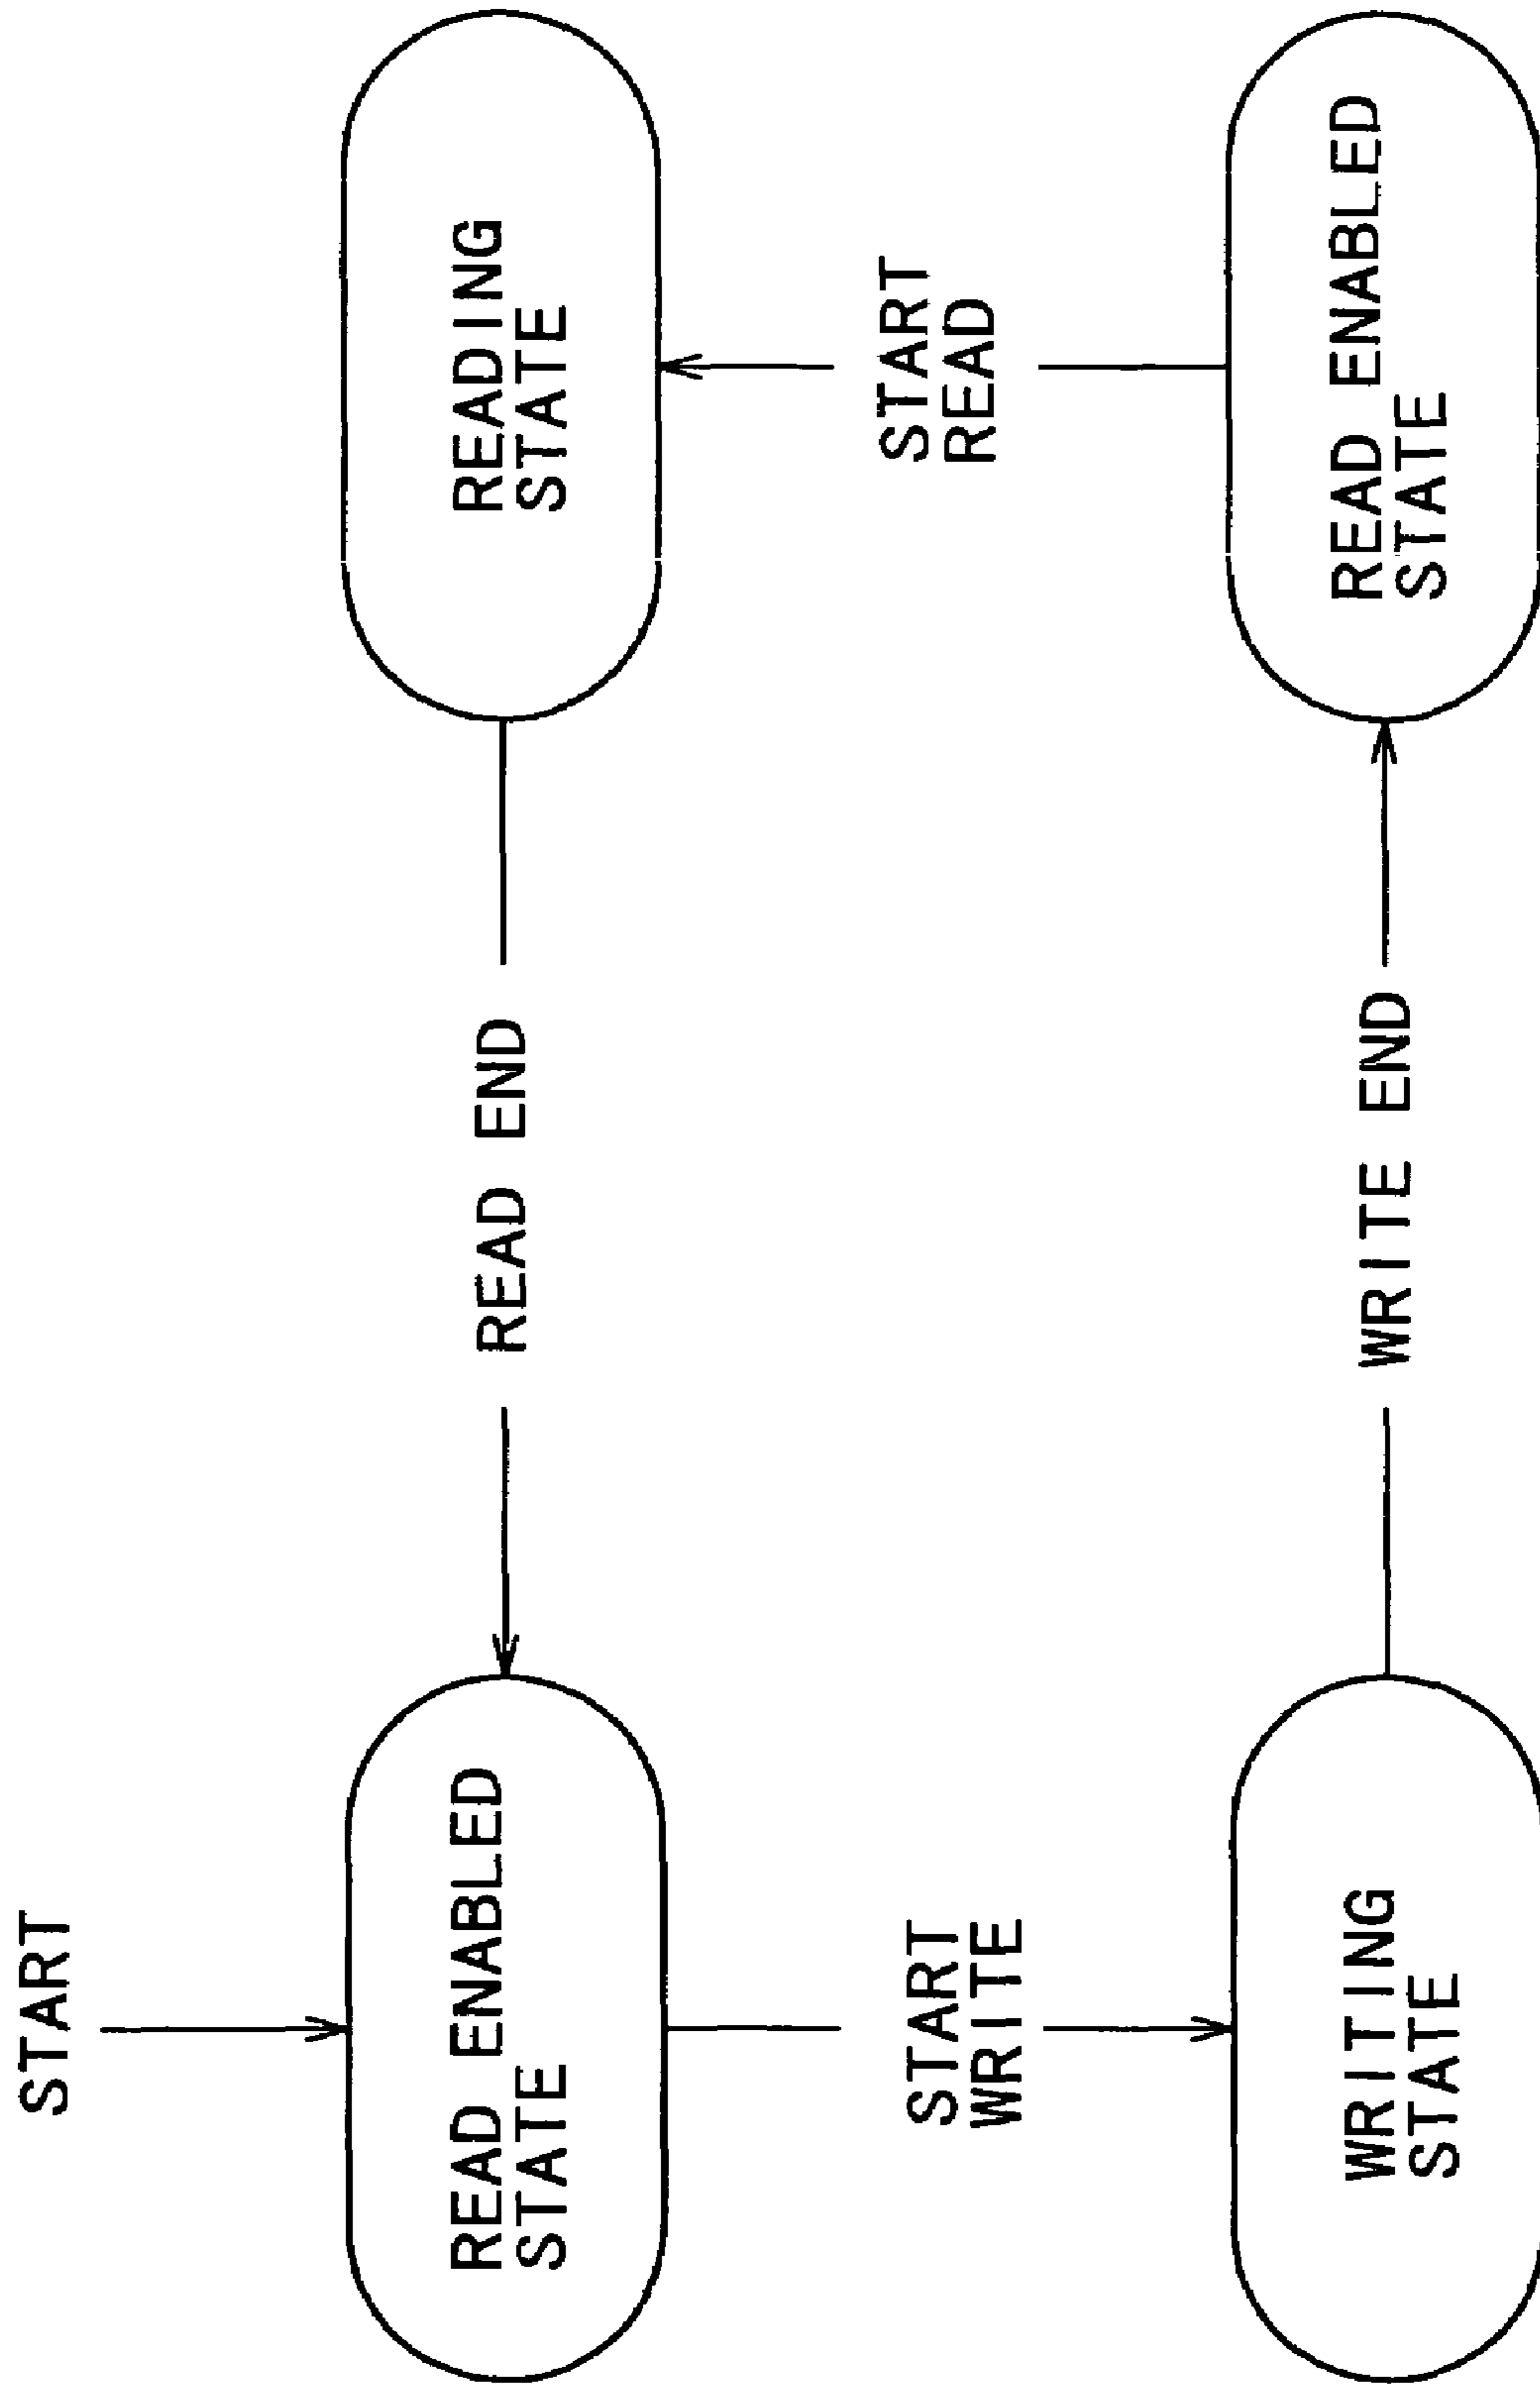 START
READ ENABLED
STATE
READ END
READING
STATE
START
WRITE
START
READ
WRITING
STATE
WRITE END
READ ENABLED
STATE